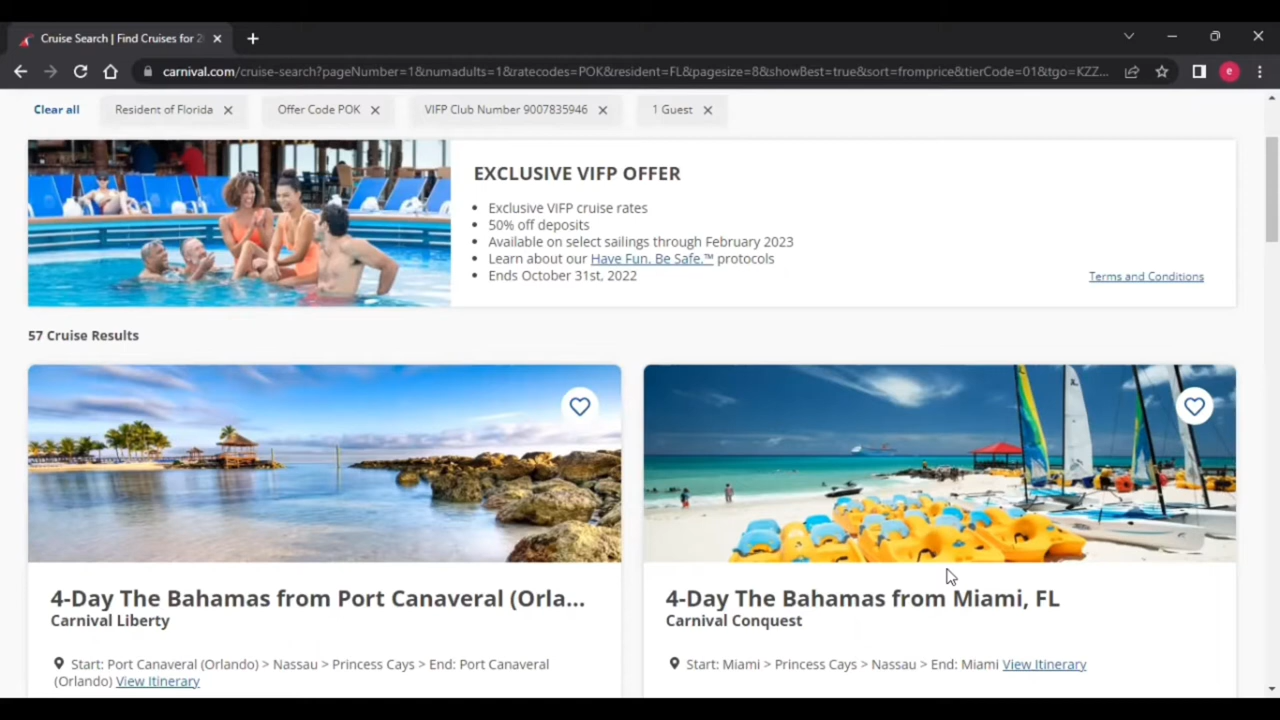 Cruise Search | Find Cruises for 2
carnival.com/cruise-search?pageNumber=1&numadults=1&ratecodes=POK&resident=FL&pagesize=8&showBest=true&sort=fromprice&tierCode=01&tgo=KZZ...
e
Clear all Resident of Florida Offer Code POK VIFP Club Number 9007835946 1 Guest
EXCLUSIVE VIFP OFFER
• Exclusive VIFP cruise rates
• 50% off deposits
• Available on select sailings through February 2023
• Learn about our Have Fun. Be Safe.™ protocols
• Ends October 31st, 2022
Terms and Conditions
57 Cruise Results
4-Day The Bahamas from Port Canaveral (Orla...
Carnival Liberty
Start: Port Canaveral (Orlando) > Nassau > Princess Cays > End: Port Canaveral
(Orlando) View Itinerary
4-Day The Bahamas from Miami, FL
Carnival Conquest
Start: Miami > Princess Cays > Nassau > End: Miami View Itinerary